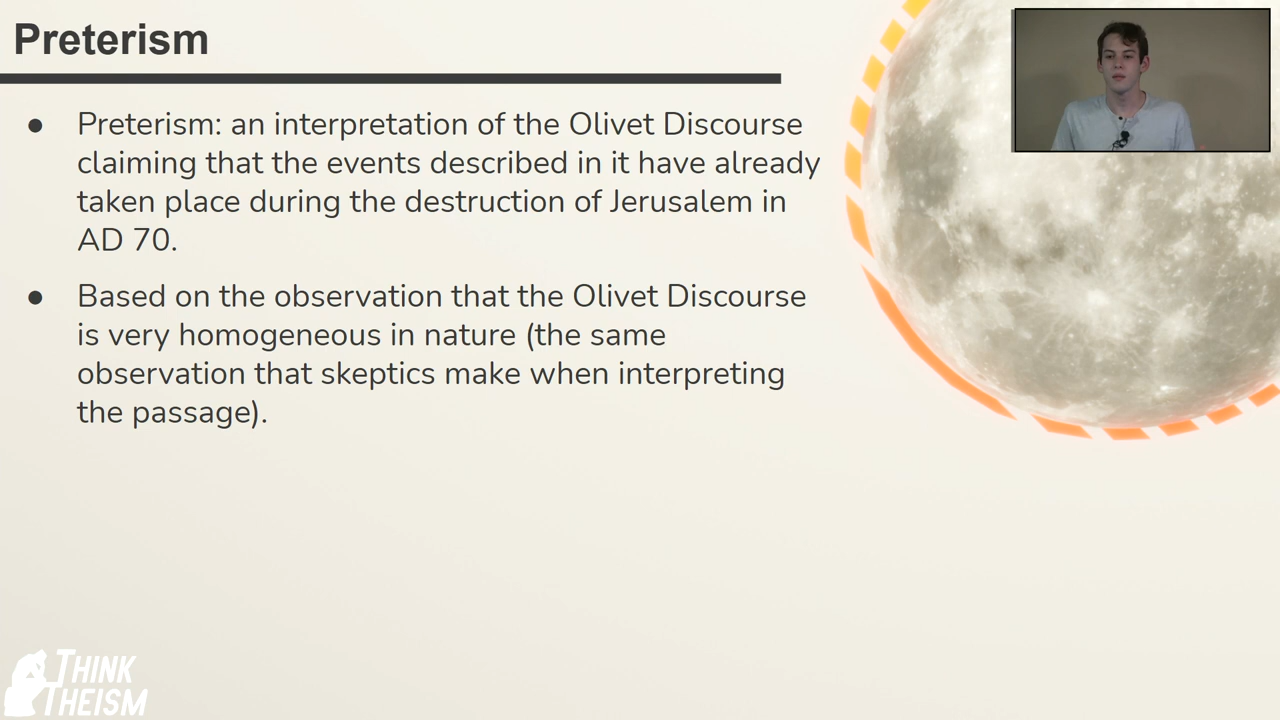 Preterism
● Preterism: an interpretation of the Olivet Discourse
claiming that the events described in it have already
taken place during the destruction of Jerusalem in
AD 70.
● Based on the observation that the Olivet Discourse
is very homogeneous in nature (the same
observation that skeptics make when interpreting
the passage).
THINK
THEISM